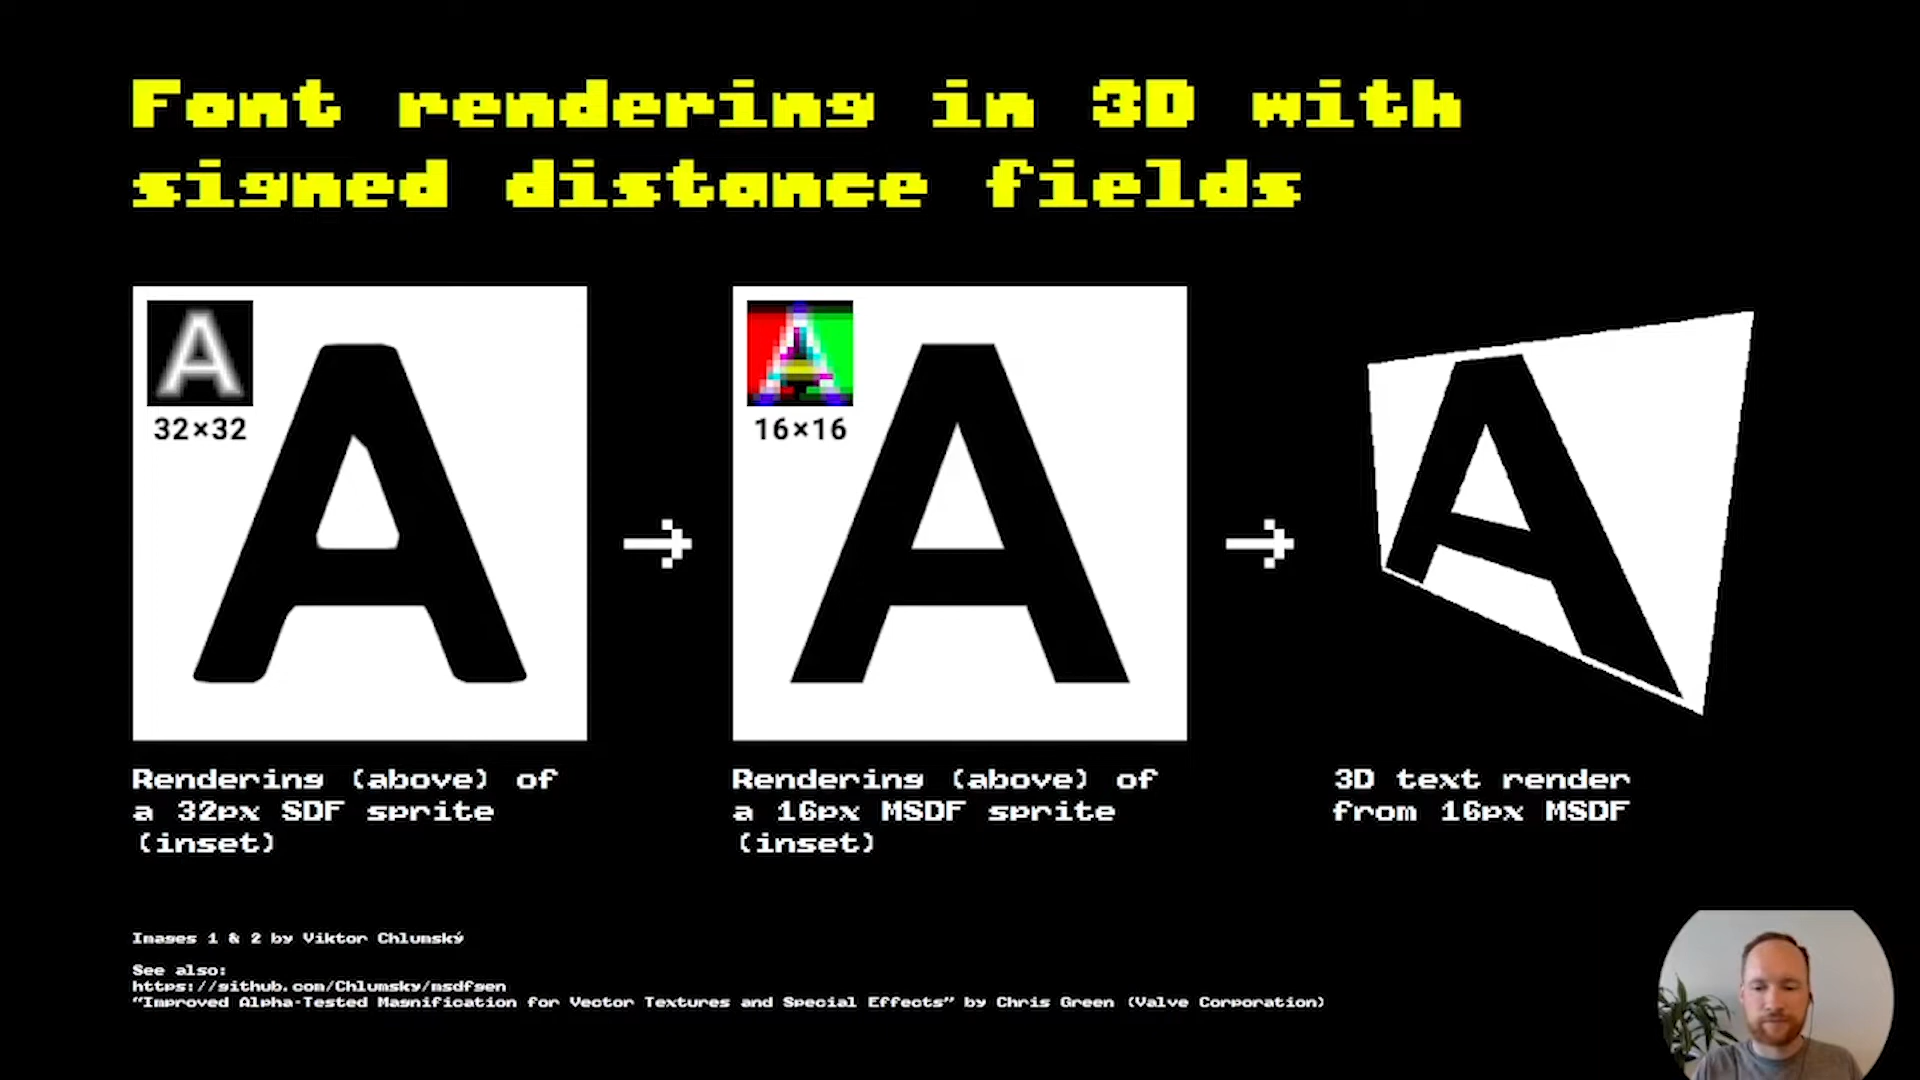 Font rendering in 3D with
signed distance fields
A
32×32
A
A
16×16
A
A
Rendering (above) of
a 32px SDF sprite
(inset)
Rendering (above) of
a 16px MSDF sprite
(inset)
3D text render
from 16px MSDF
Images 1 & 2 by Viktor Chlumský
See also:
https://github.com/Chlumsky/msdfgen
"Improved Alpha-Tested Magnification for Vector Textures and Special Effects" by Chris Green (Valve Corporation)